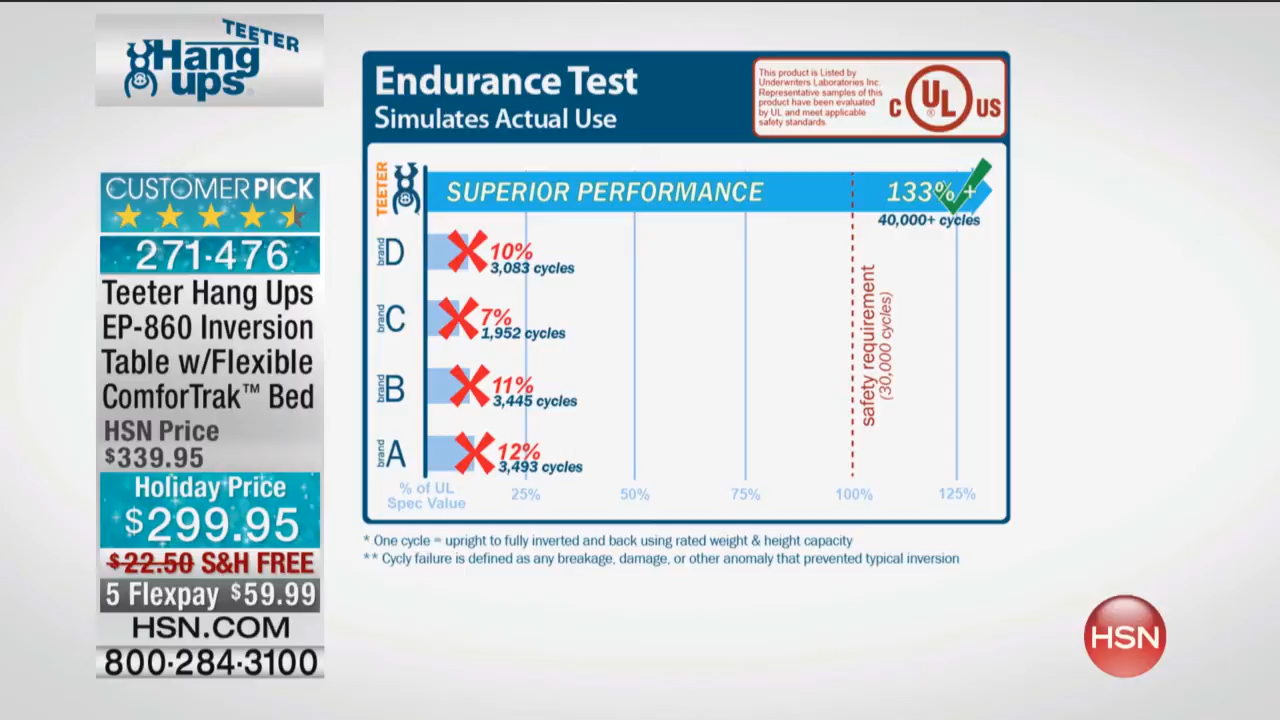 TEETER
Hang
ups
CUSTOMER PICK
271·476
Teeter Hang Ups
EP-860 Inversion
Table w/Flexible
ComforTrak™ Bed
HSN Price
$339.95
Holiday Price
$299.95
$22.50 S&H FREE
5 Flexpay $59.99
HSN.COM
800·284·3100
Endurance Test
Simulates Actual Use
This product is Listed by
Underwriters Laboratories Inc.
Representative samples of this
product have been evaluated
by UL and meet applicable
safety standards.
C UL ® US
TEETER
SUPERIOR PERFORMANCE
133% +
40,000+ cycles
brand D
10%
3,083 cycles
brand C
7%
1,952 cycles
brand B
11%
3,445 cycles
brand A
12%
3,493 cycles
safety requirement
(30,000 cycles)
% of UL
Spec Value
25%
50%
75%
100%
125%
* One cycle = upright to fully inverted and back using rated weight & height capacity
** Cycly failure is defined as any breakage, damage, or other anomaly that prevented typical inversion
HSN